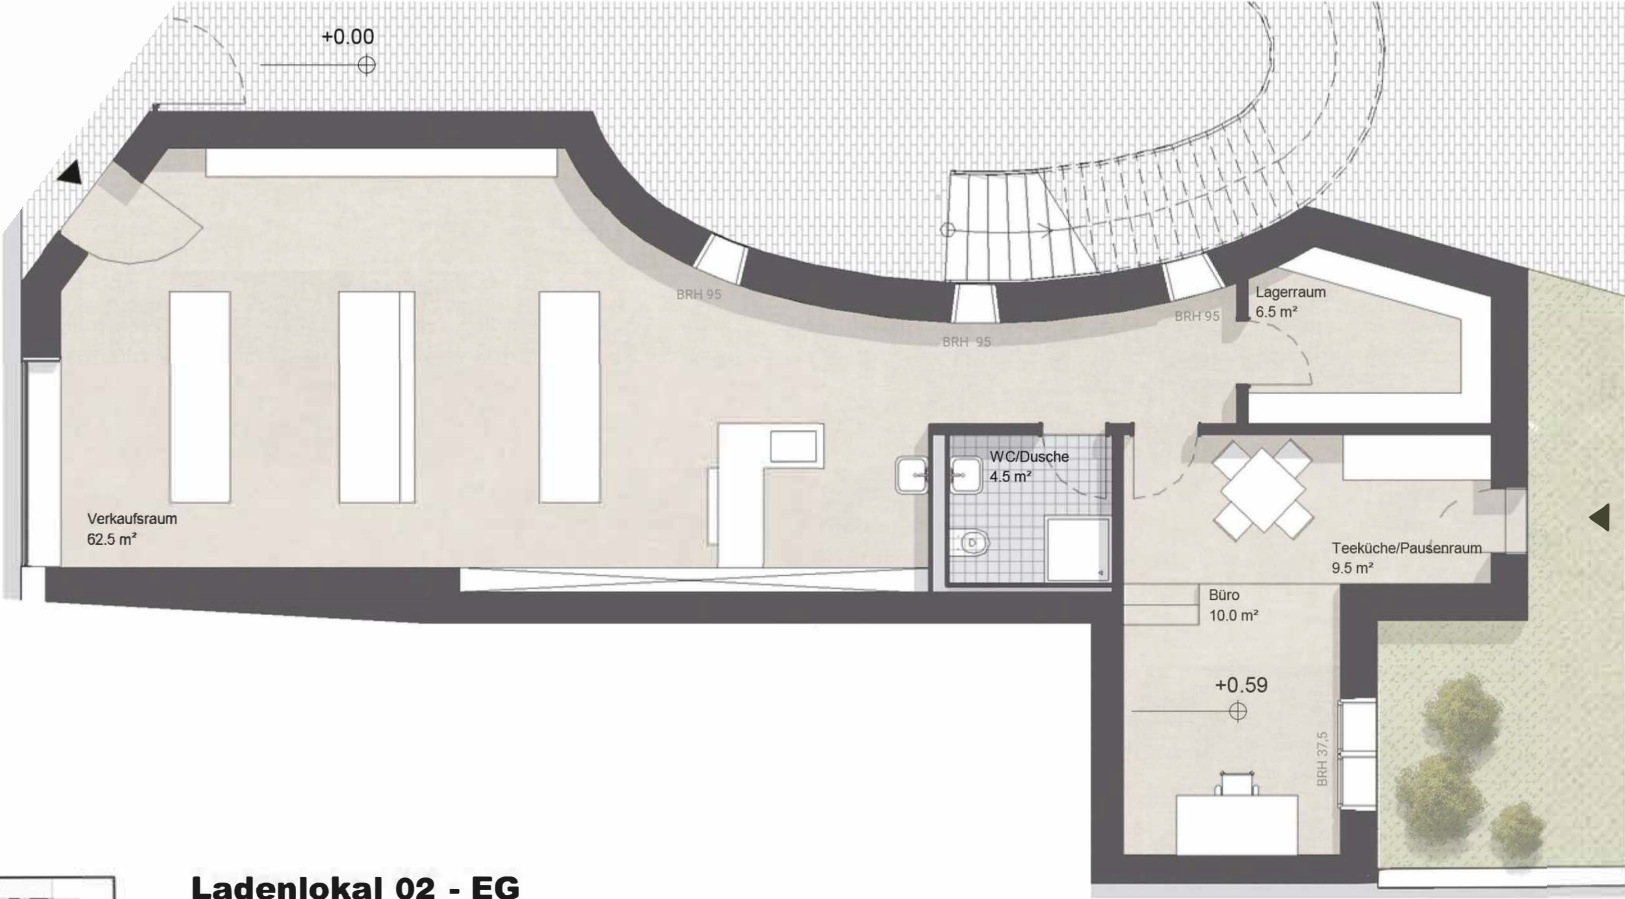 +0.00
BRH 95
BRH 95
BRH 95
Lagerraum
6.5 m²
WC/Dusche
4.5 m²
Verkaufsraum
62.5 m²
Teeküche/Pausenraum
9.5 m²
Büro
10.0 m²
+0.59
BRH 37,5
Ladenlokal 02 - EG